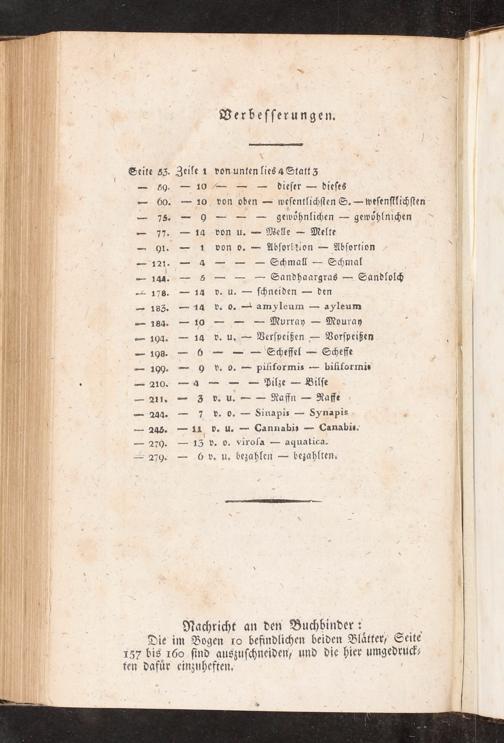 Verbesserungen.
Seite 53. Zeile 1 von unten lies 4 Statt 3
— 59. — 10 — — — dieser — dieses
— 60. — 10 von oben — wesentlichsten S. — wesenstlichsten
— 75. — 9 — — — gewöhnlichen — gewöhlnichen
— 77. — 14 von u. — Melle — Melte
— 91. — 1 von o. — Absorbtion — Absortion
— 121. — 4 — — — Schmall — Schmal
— 144. — 5 — — — Sandhaargras — Sandlolch
— 178. — 14 v. u. — schneiden — den
— 183. — 14 v. o. — amyleum — ayleum
— 184. — 10 — — — Murray — Mouray
— 194. — 14 v. u. — Verspeißen — Vorspeißen
— 198. — 6 — — — Scheffel — Scheffe
— 199. — 9 v. o. — pisiformis — bisiformis
— 210. — 4 — — — Pilze — Bilse
— 211. — 3 v. u. — — Raffn — Raffe
— 244. — 7 v. o. — Sinapis — Synapis
— 245. — 11 v. u. — Cannabis — Canabis.
— 279. — 13 v. o. virosa — aquatica.
— 279. — 6 v. u. bezahlen — bezahlten.
Nachricht an den Buchbinder:
Die im Bogen 10 befindlichen beiden Blätter, Seite
157 bis 160 sind auszuschneiden, und die hier umgedruck-
ten dafür einzuheften.